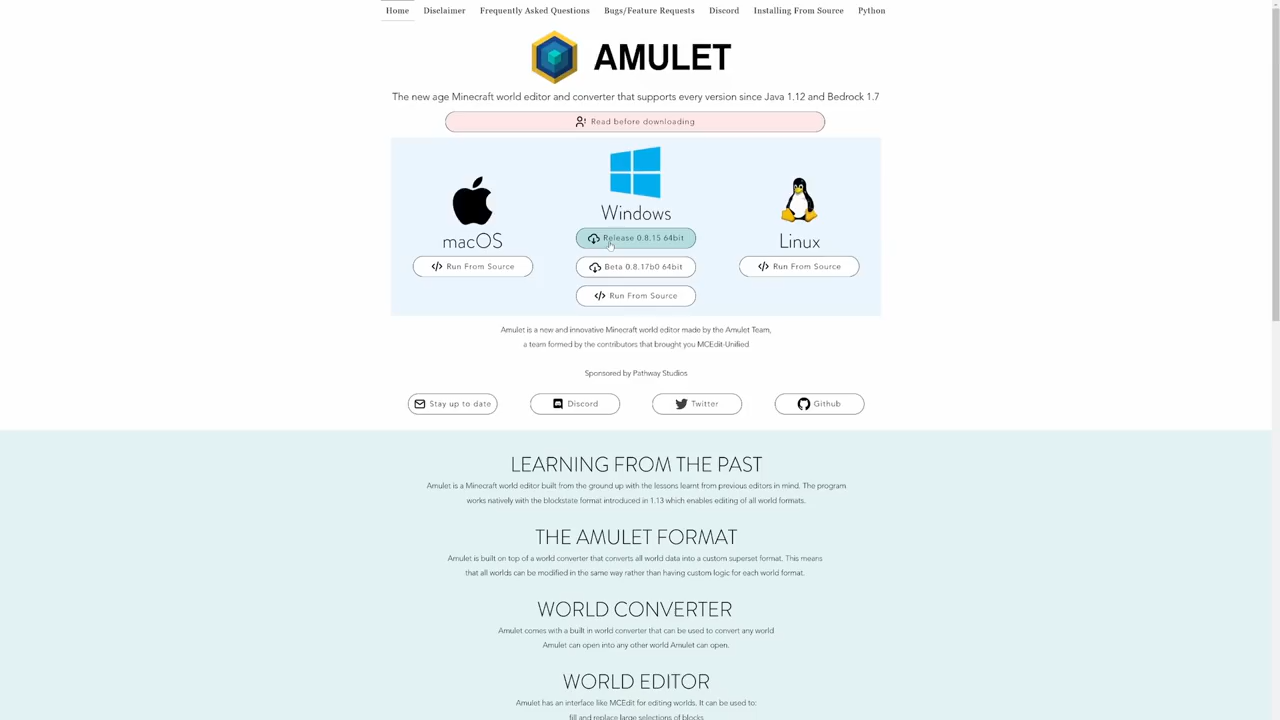 Home Disclaimer Frequently Asked Questions Bugs/Feature Requests Discord Installing From Source Python
AMULET
The new age Minecraft world editor and converter that supports every version since Java 1.12 and Bedrock 1.7
Read before downloading
macOS
Run From Source
Windows
Release 0.8.15 64bit
Beta 0.8.17b0 64bit
Run From Source
Linux
Run From Source
Amulet is a new and innovative Minecraft world editor made by the Amulet Team,
a team formed by the contributors that brought you MCEdit-Unified
Sponsored by Pathway Studios
Stay up to date Discord Twitter Github
LEARNING FROM THE PAST
Amulet is a Minecraft world editor built from the ground up with the lessons learnt from previous editors in mind. The program
works natively with the blockstate format introduced in 1.13 which enables editing of all world formats.
THE AMULET FORMAT
Amulet is built on top of a world converter that converts all world data into a custom superset format. This means
that all worlds can be modified in the same way rather than having custom logic for each world format.
WORLD CONVERTER
Amulet comes with a built in world converter that can be used to convert any world
Amulet can open into any other world Amulet can open.
WORLD EDITOR
Amulet has an interface like MCEdit for editing worlds. It can be used to:
fill and replace large selections of blocks